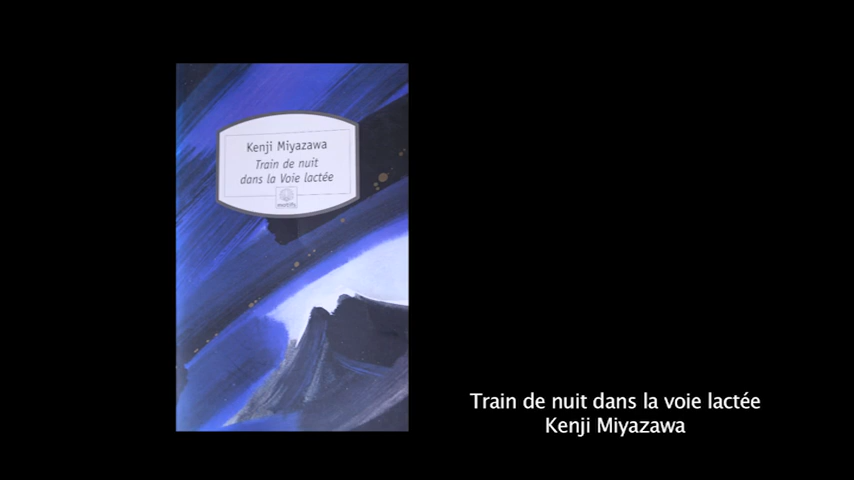 Kenji Miyazawa
Train de nuit
dans la Voie lactée
Train de nuit dans la voie lactée
Kenji Miyazawa